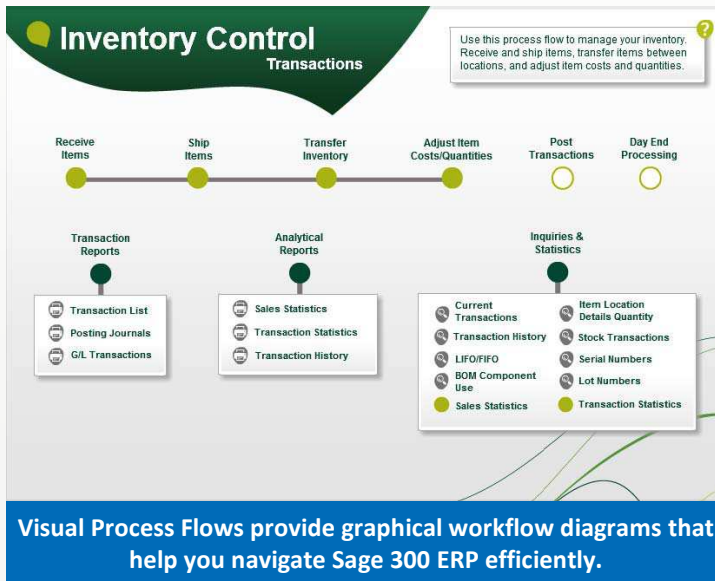 Inventory Control
Transactions
?
Use this process flow to manage your inventory.
Receive and ship items, transfer items between
locations, and adjust item costs and quantities.
Receive
Items
Ship
Items
Transfer
Inventory
Adjust Item
Costs/Quantities
Post
Transactions
Day End
Processing
Transaction
Reports
Transaction List
Posting Journals
G/L Transactions
Analytical
Reports
Sales Statistics
Transaction Statistics
Transaction History
Inquiries &
Statistics
Current
Transactions
Transaction History
LIFO/FIFO
BOM Component
Use
Sales Statistics
Item Location
Details Quantity
Stock Transactions
Serial Numbers
Lot Numbers
Transaction Statistics
Visual Process Flows provide graphical workflow diagrams that
help you navigate Sage 300 ERP efficiently.